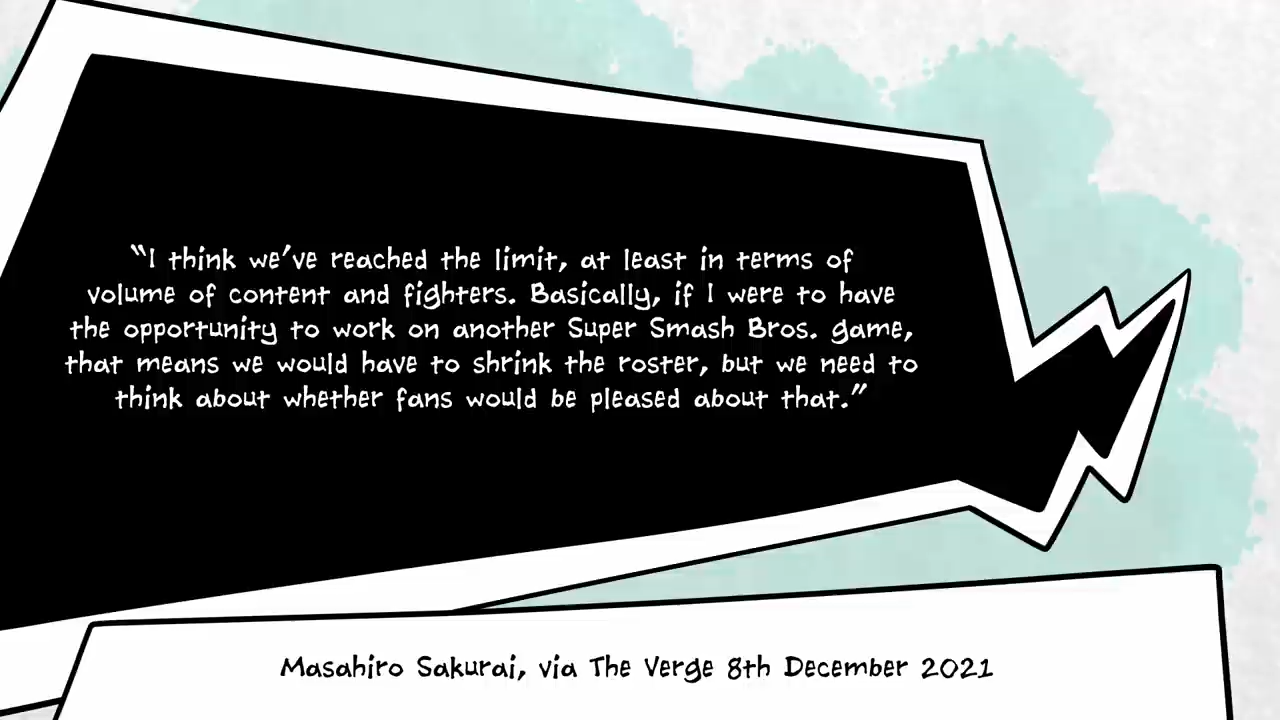 “I think we’ve reached the limit, at least in terms of
volume of content and fighters. Basically, if I were to have
the opportunity to work on another Super Smash Bros. game,
that means we would have to shrink the roster, but we need to
think about whether fans would be pleased about that.”
Masahiro Sakurai, via The Verge 8th December 2021